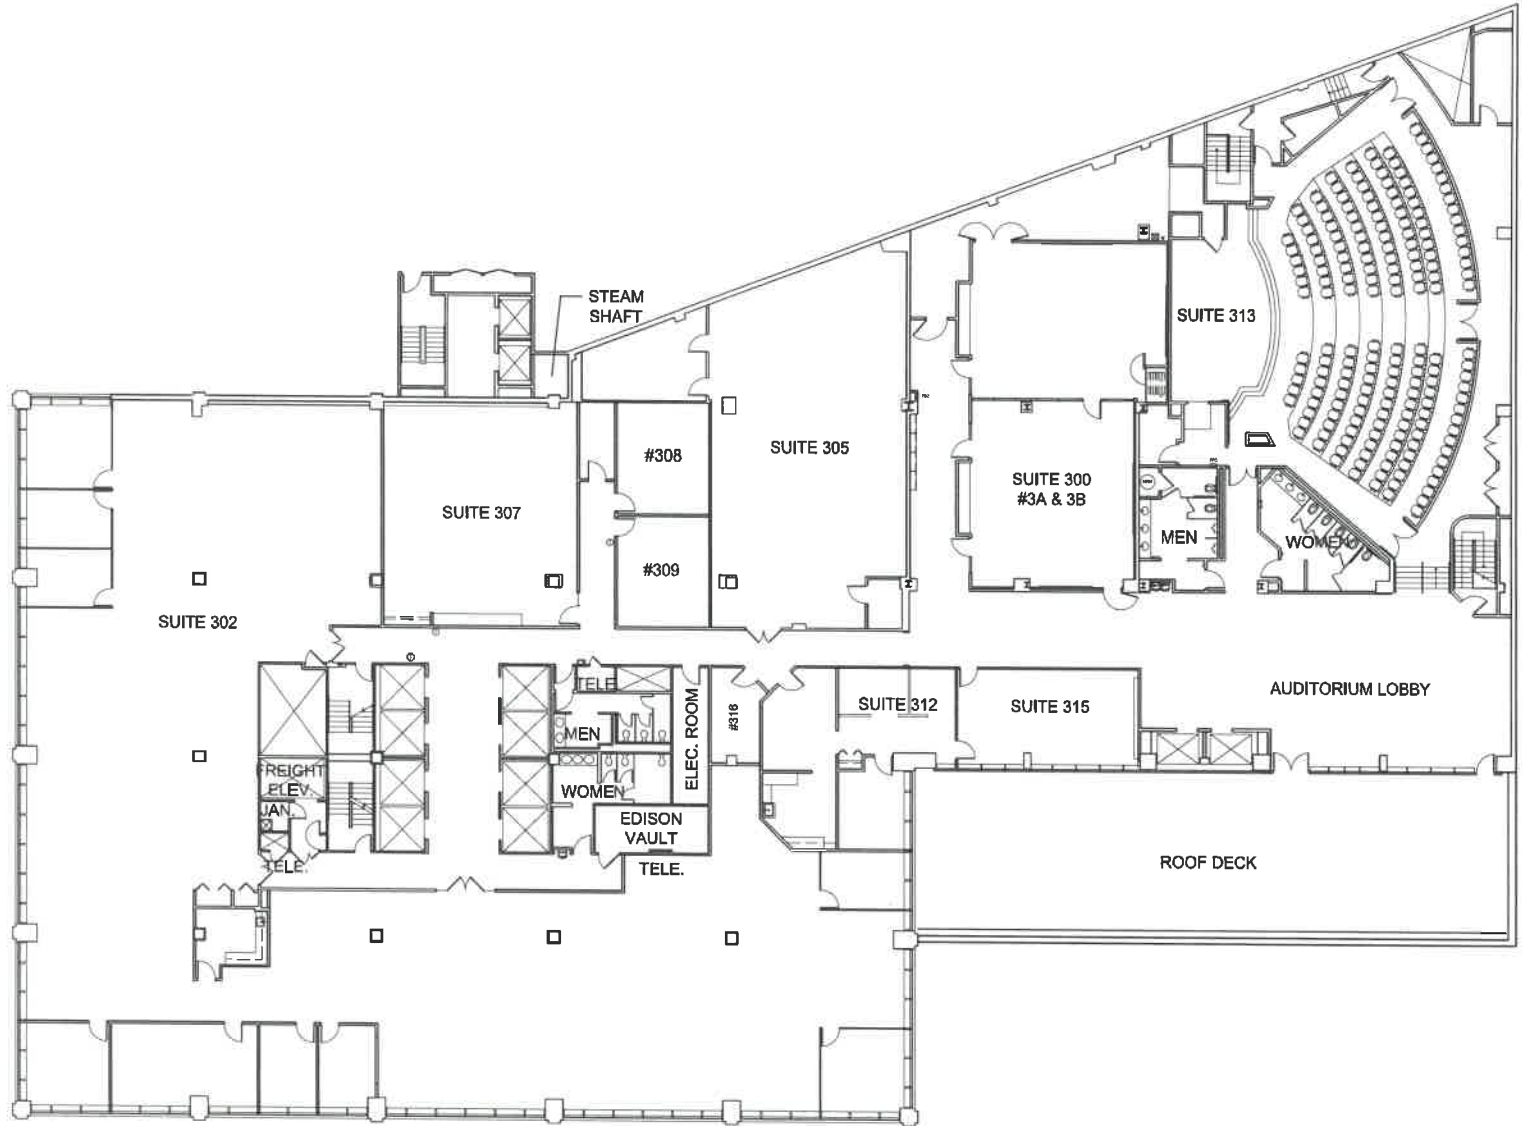 STEAM
SHAFT
SUITE 313
#308
SUITE 305
SUITE 300
#3A & 3B
SUITE 307
MEN
WOMEN
#309
SUITE 302
TELE
ELEC. ROOM
#316
SUITE 312
SUITE 315
AUDITORIUM LOBBY
MEN
FREIGHT
ELEV.
JAN.
WOMEN
EDISON
VAULT
TELE.
TELE.
ROOF DECK